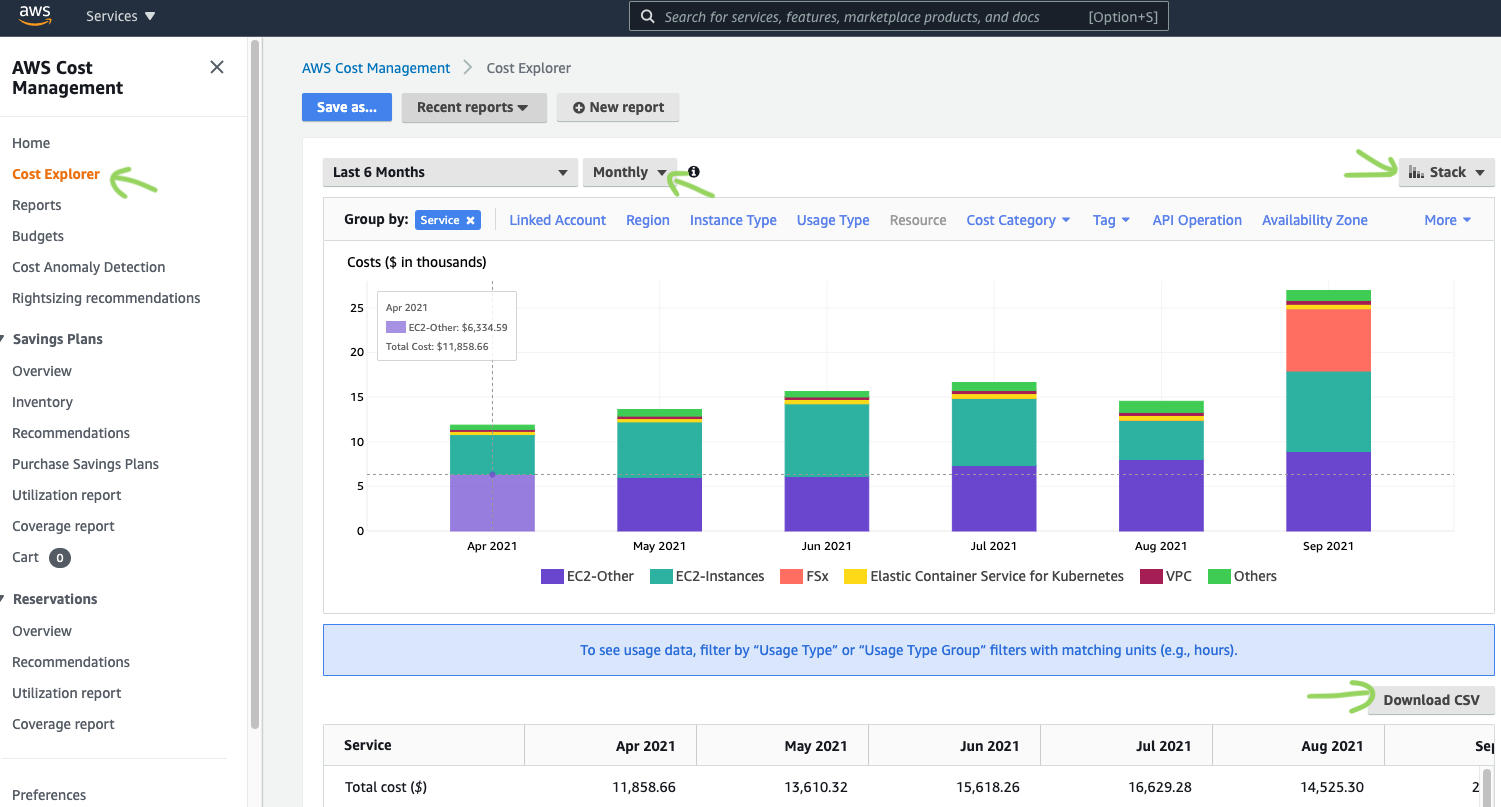 aws
Services
Search for services, features, marketplace products, and docs [Option+S]
AWS Cost
Management
Home
Cost Explorer
Reports
Budgets
Cost Anomaly Detection
Rightsizing recommendations
Savings Plans
Overview
Inventory
Recommendations
Purchase Savings Plans
Utilization report
Coverage report
Cart 0
Reservations
Overview
Recommendations
Utilization report
Coverage report
Preferences
AWS Cost Management Cost Explorer
Save as... Recent reports New report
Last 6 Months Monthly i Stack
Group by: Service Linked Account Region Instance Type Usage Type Resource Cost Category Tag API Operation Availability Zone More
Costs ($ in thousands)
25
20
15
10
5
0
Apr 2021
EC2-Other: $6,334.59
Total Cost: $11,858.66
Apr 2021 May 2021 Jun 2021 Jul 2021 Aug 2021 Sep 2021
EC2-Other EC2-Instances FSx Elastic Container Service for Kubernetes VPC Others
To see usage data, filter by “Usage Type” or “Usage Type Group” filters with matching units (e.g., hours).
Download CSV
Service Apr 2021 May 2021 Jun 2021 Jul 2021 Aug 2021
Total cost ($) 11,858.66 13,610.32 15,618.26 16,629.28 14,525.30